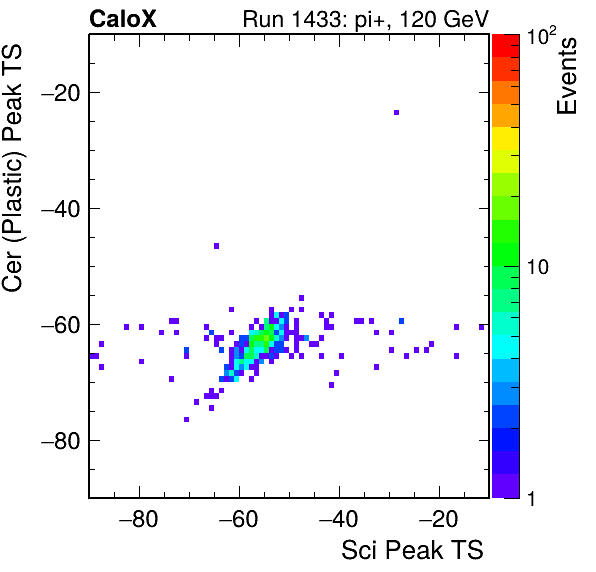 CaloX Run 1433: pi+, 120 GeV
Cer (Plastic) Peak TS
−20
−40
−60
−80
−80 −60 −40 −20
Sci Peak TS
10²
10
1
Events